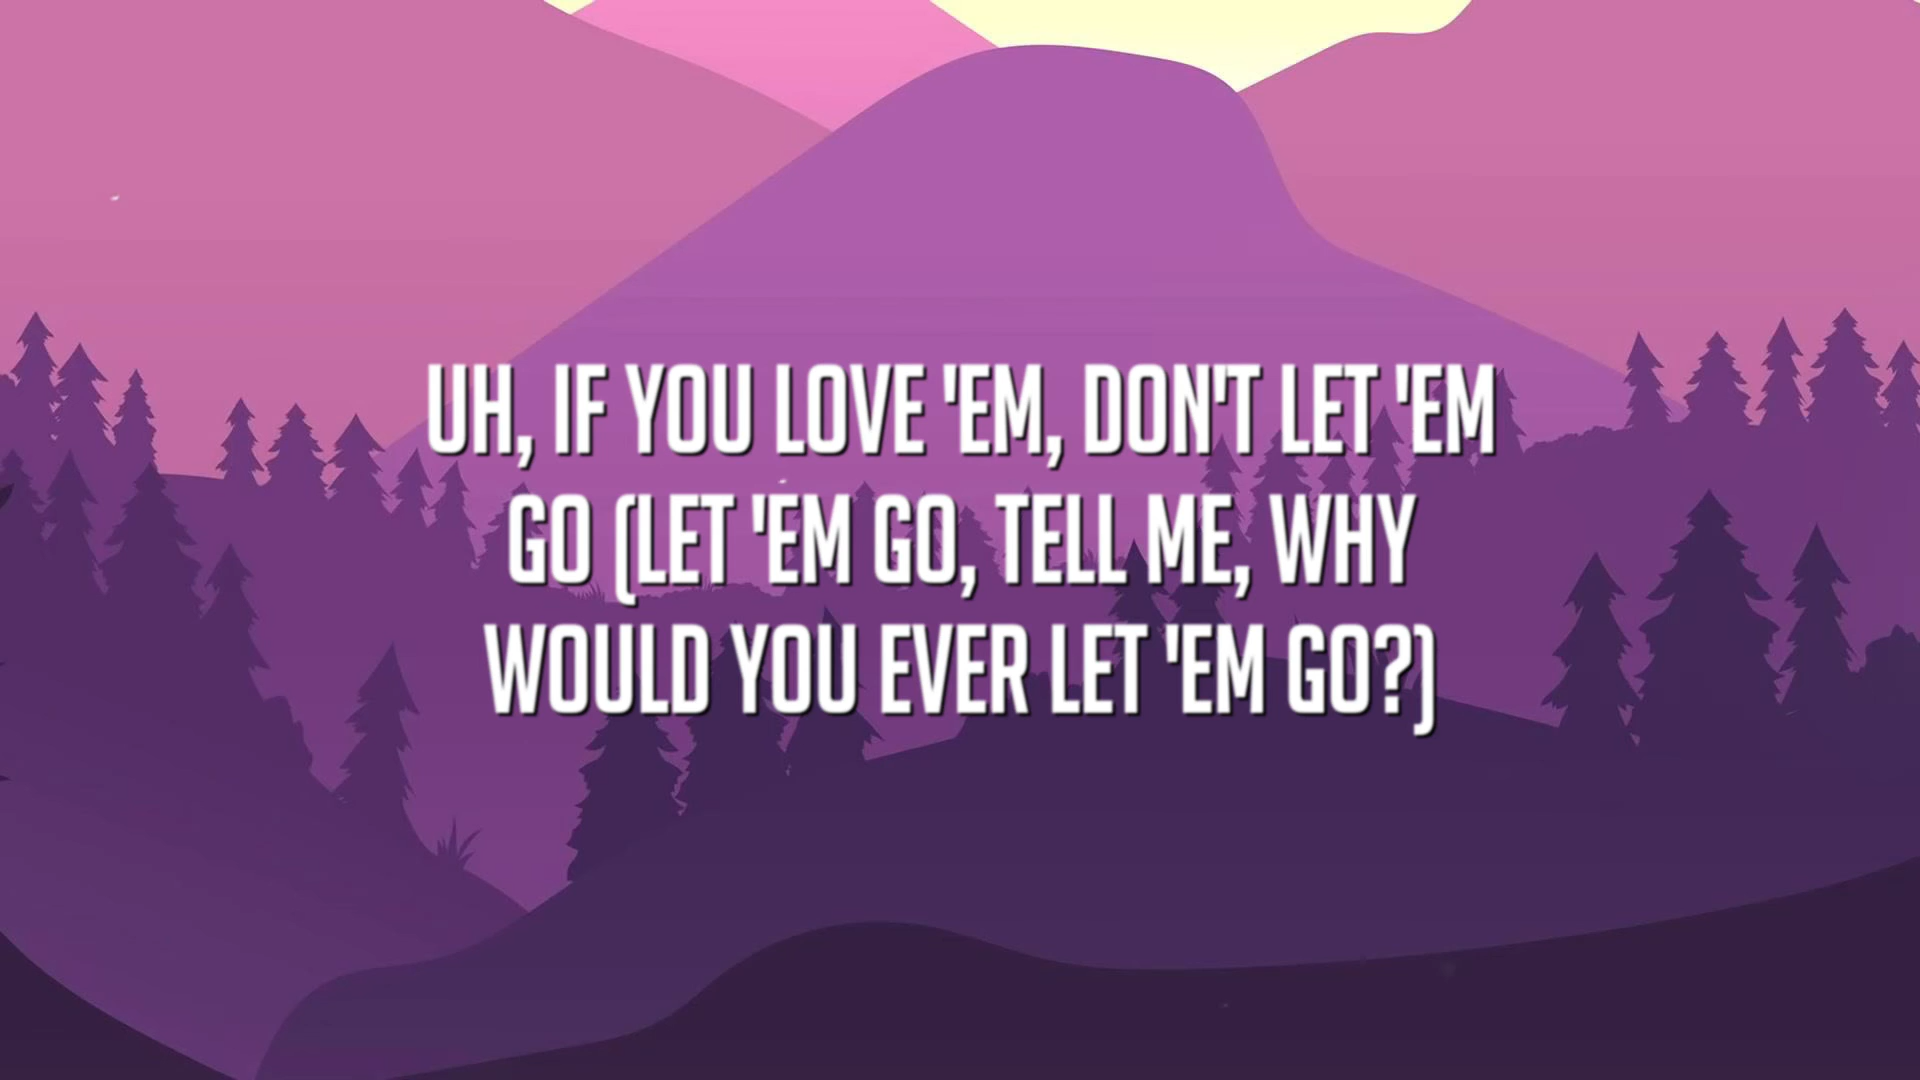 UH, IF YOU LOVE 'EM, DON'T LET 'EM
GO (LET 'EM GO, TELL ME, WHY
WOULD YOU EVER LET 'EM GO?)